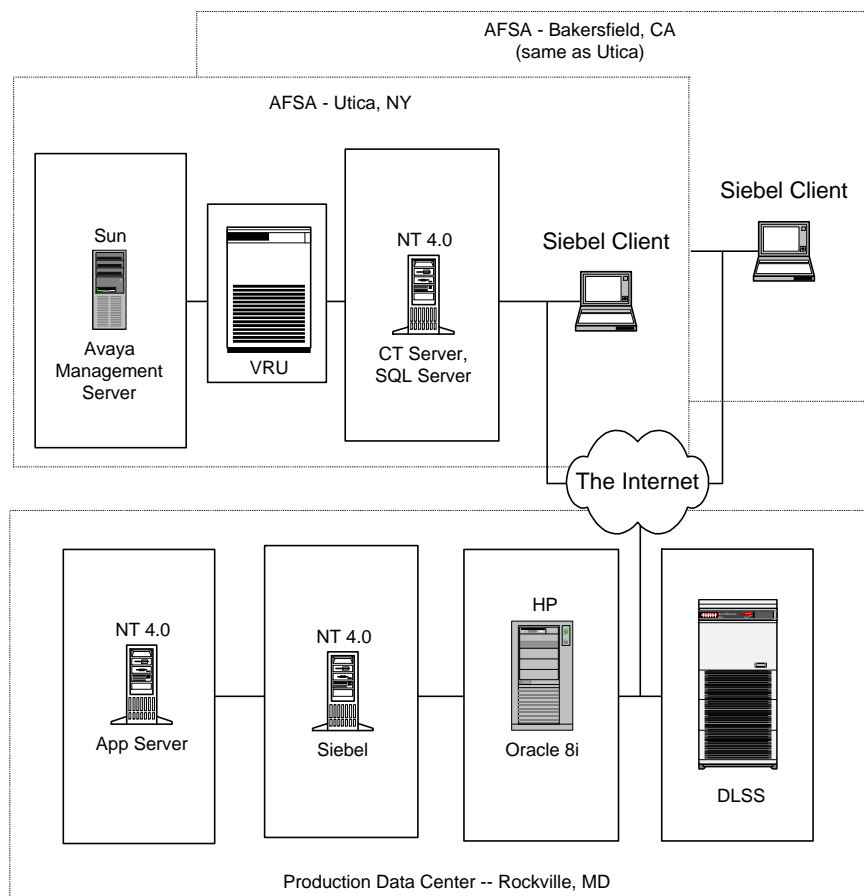 AFSA - Bakersfield, CA
(same as Utica)
AFSA - Utica, NY
Sun
Avaya
Management
Server
VRU
NT 4.0
CT Server,
SQL Server
Siebel Client
Siebel Client
The Internet
NT 4.0
App Server
NT 4.0
Siebel
HP
Oracle 8i
DLSS
Production Data Center -- Rockville, MD